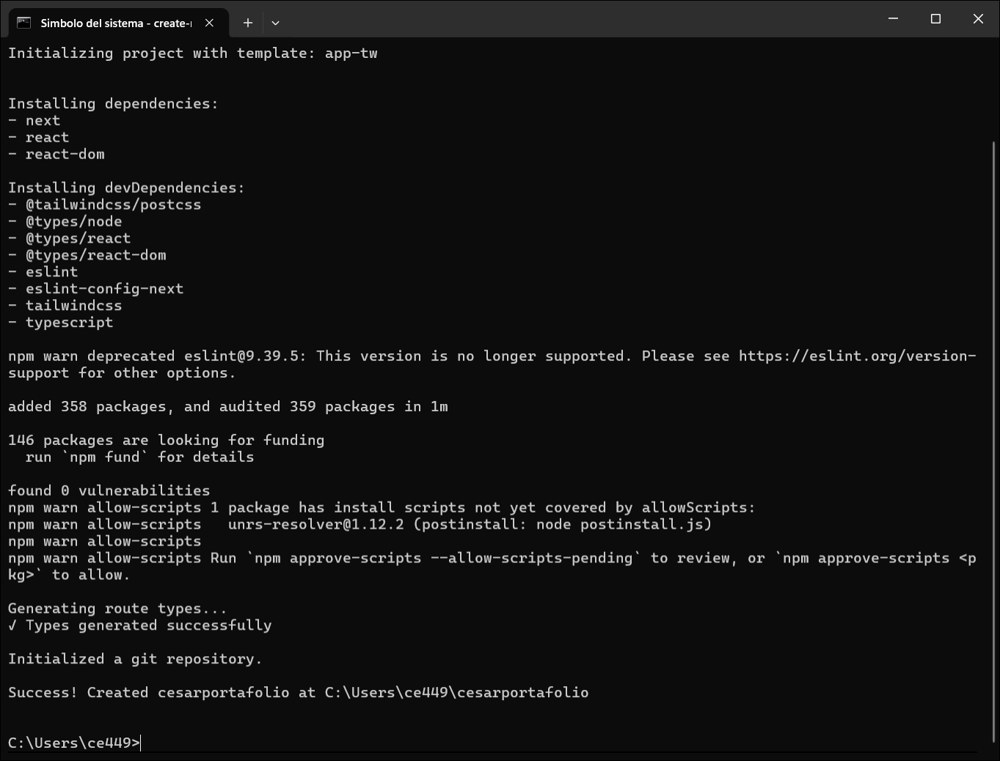 Simbolo del sistema - create-
Initializing project with template: app-tw
Installing dependencies:
- next
- react
- react-dom
Installing devDependencies:
- @tailwindcss/postcss
- @types/node
- @types/react
- @types/react-dom
- eslint
- eslint-config-next
- tailwindcss
- typescript
npm warn deprecated eslint@9.39.5: This version is no longer supported. Please see https://eslint.org/version-
support for other options.
added 358 packages, and audited 359 packages in 1m
146 packages are looking for funding
  run `npm fund` for details
found 0 vulnerabilities
npm warn allow-scripts 1 package has install scripts not yet covered by allowScripts:
npm warn allow-scripts   unrs-resolver@1.12.2 (postinstall: node postinstall.js)
npm warn allow-scripts
npm warn allow-scripts Run `npm approve-scripts --allow-scripts-pending` to review, or `npm approve-scripts <p
kg>` to allow.
Generating route types...
√ Types generated successfully
Initialized a git repository.
Success! Created cesarportafolio at C:\Users\ce449\cesarportafolio
C:\Users\ce449>